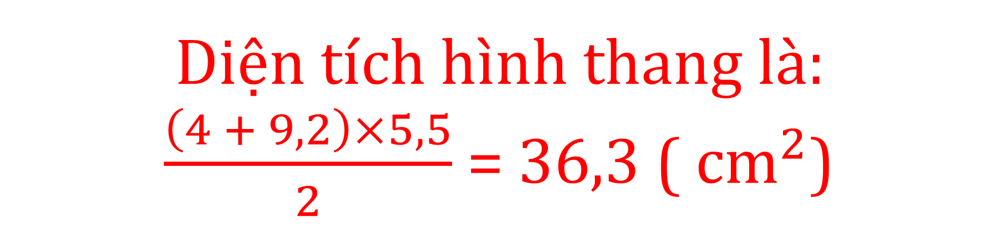 Diện tích hình thang là:
(4 + 9,2)×5,5
2
= 36,3 ( cm²)